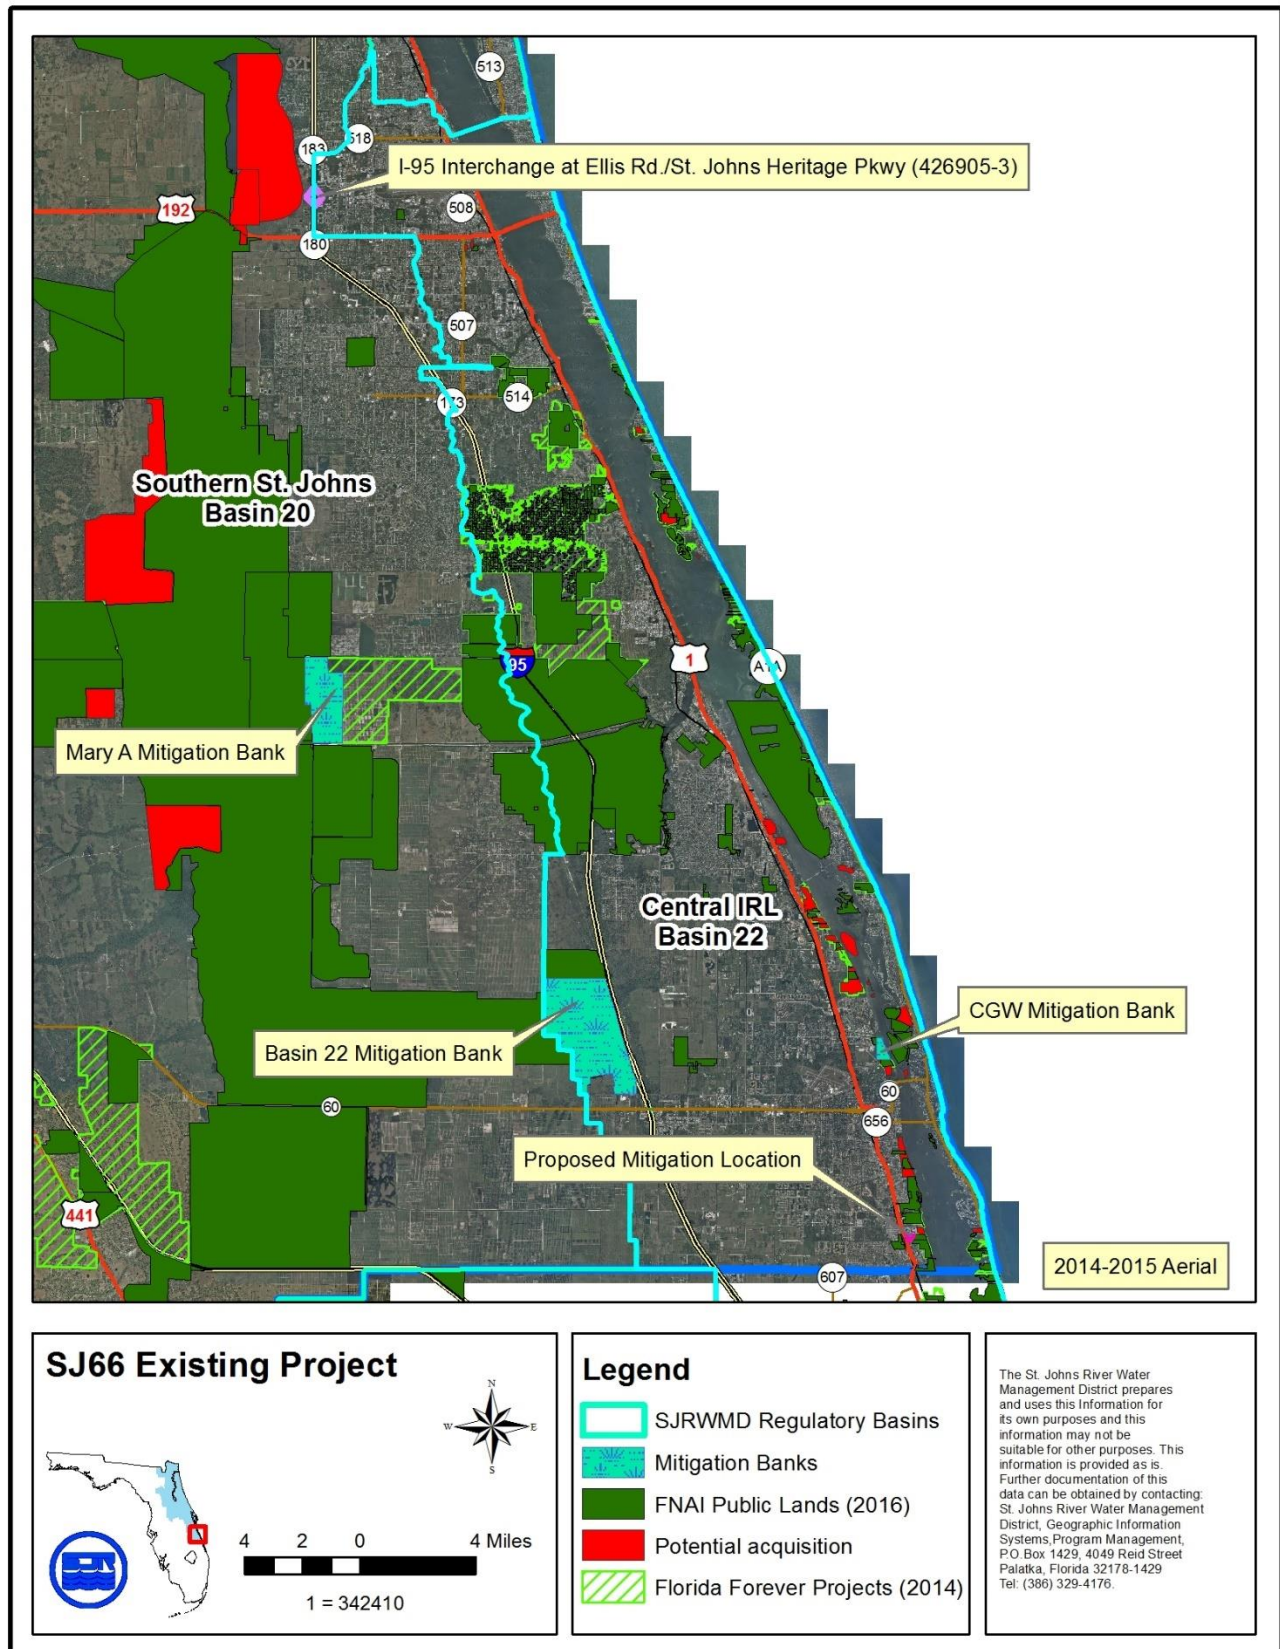 513
518
183
I-95 Interchange at Ellis Rd./St. Johns Heritage Pkwy (426905-3)
192
508
180
507
514
173
Southern St. Johns
Basin 20
95
1
A1A
Mary A Mitigation Bank
Central IRL
Basin 22
CGW Mitigation Bank
Basin 22 Mitigation Bank
60
60
656
Proposed Mitigation Location
441
607
2014-2015 Aerial
SJ66 Existing Project
N
W
E
S
4
2
0
4 Miles
1 = 342410
Legend
SJRWMD Regulatory Basins
Mitigation Banks
FNAI Public Lands (2016)
Potential acquisition
Florida Forever Projects (2014)
The St. Johns River Water
Management District prepares
and uses this Information for
its own purposes and this
information may not be
suitable for other purposes. This
information is provided as is.
Further documentation of this
data can be obtained by contacting:
St. Johns River Water Management
District, Geographic Information
Systems,Program Management,
P.O.Box 1429, 4049 Reid Street
Palatka, Florida 32178-1429
Tel: (386) 329-4176.